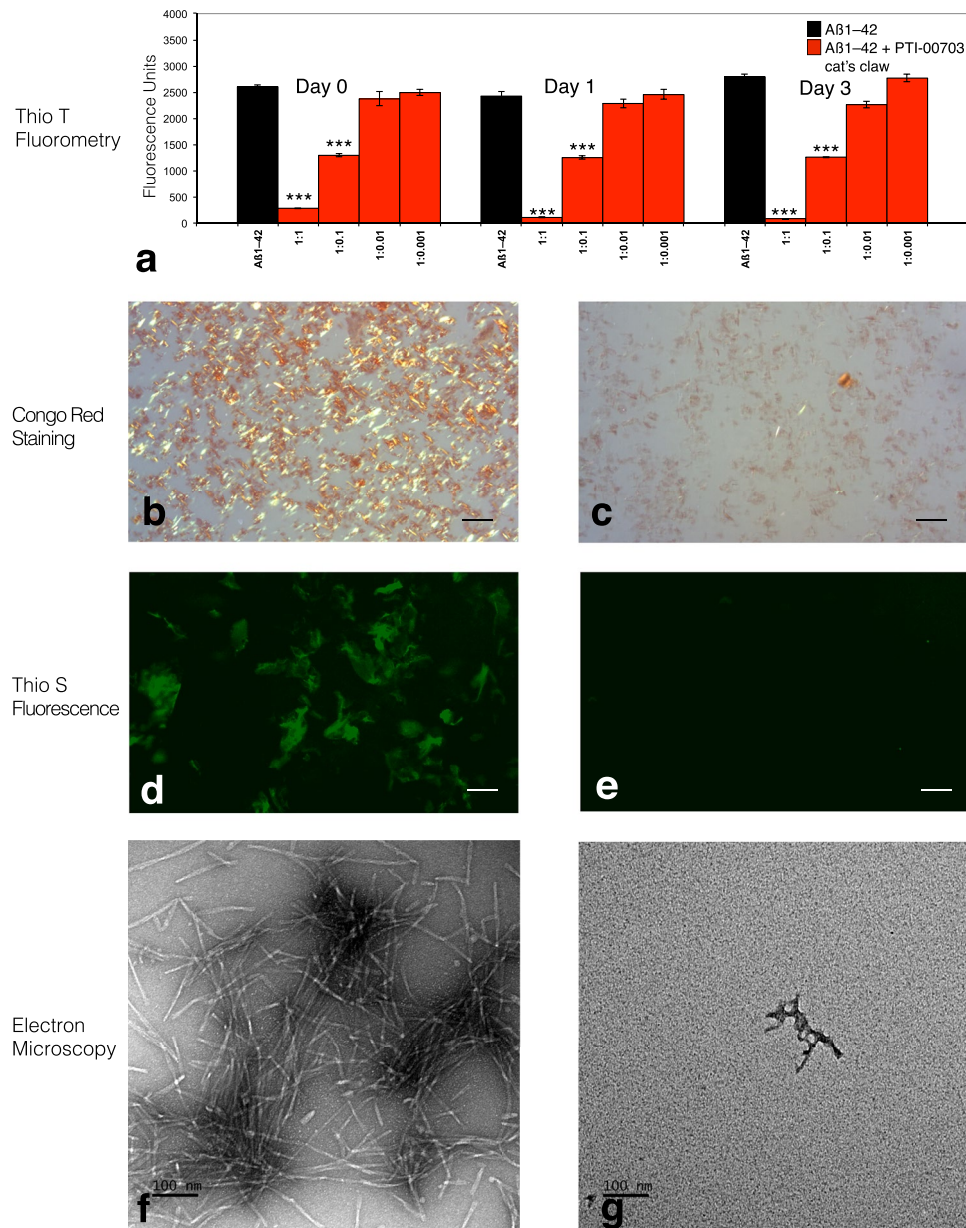 4000
3500
3000
2500
2000
1500
1000
500
0
Fluorescence Units
Thio T
Fluorometry
Aß1–42
Aß1–42 + PTI-00703
cat's claw
Day 0
Day 1
Day 3
***
***
***
***
***
***
Aß1–42
1:1
1:0.1
1:0.01
1:0.001
Aß1–42
1:1
1:0.1
1:0.01
1:0.001
Aß1–42
1:1
1:0.1
1:0.01
1:0.001
a
Congo Red
Staining
b
c
Thio S
Fluorescence
d
e
Electron
Microscopy
100 nm
f
100 nm
g